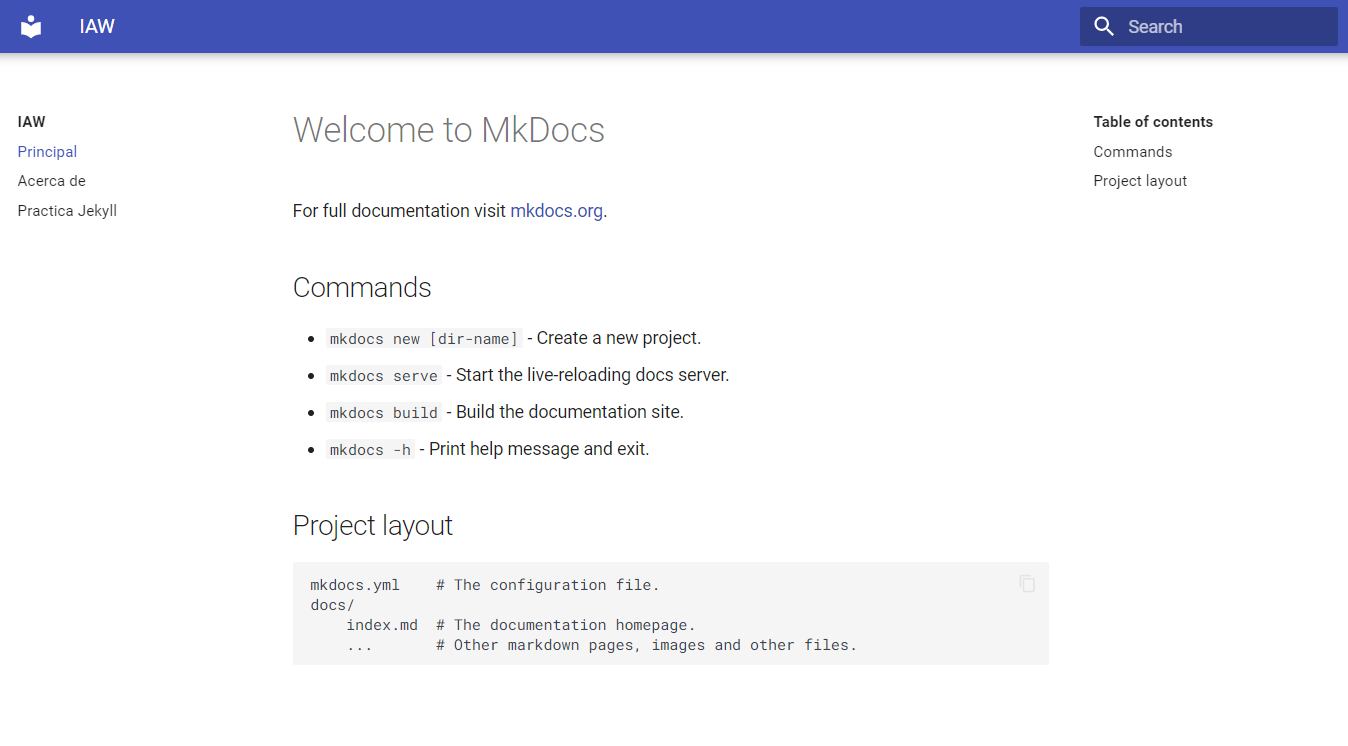 IAW
Search
IAW
Principal
Acerca de
Practica Jekyll
Welcome to MkDocs
For full documentation visit mkdocs.org.
Commands
mkdocs new [dir-name] - Create a new project.
mkdocs serve - Start the live-reloading docs server.
mkdocs build - Build the documentation site.
mkdocs -h - Print help message and exit.
Project layout
mkdocs.yml    # The configuration file.
docs/
    index.md  # The documentation homepage.
    ...       # Other markdown pages, images and other files.
Table of contents
Commands
Project layout